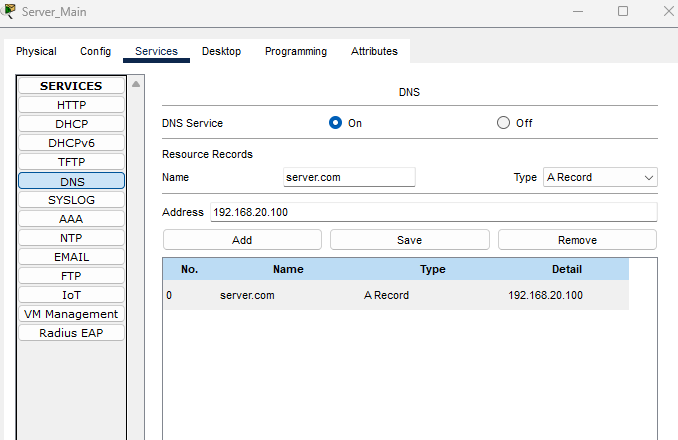 Server_Main
Physical Config Services Desktop Programming Attributes
SERVICES
HTTP
DHCP
DHCPv6
TFTP
DNS
SYSLOG
AAA
NTP
EMAIL
FTP
IoT
VM Management
Radius EAP
DNS
DNS Service On Off
Resource Records
Name server.com Type A Record
Address 192.168.20.100
Add Save Remove
No. Name Type Detail
0 server.com A Record 192.168.20.100